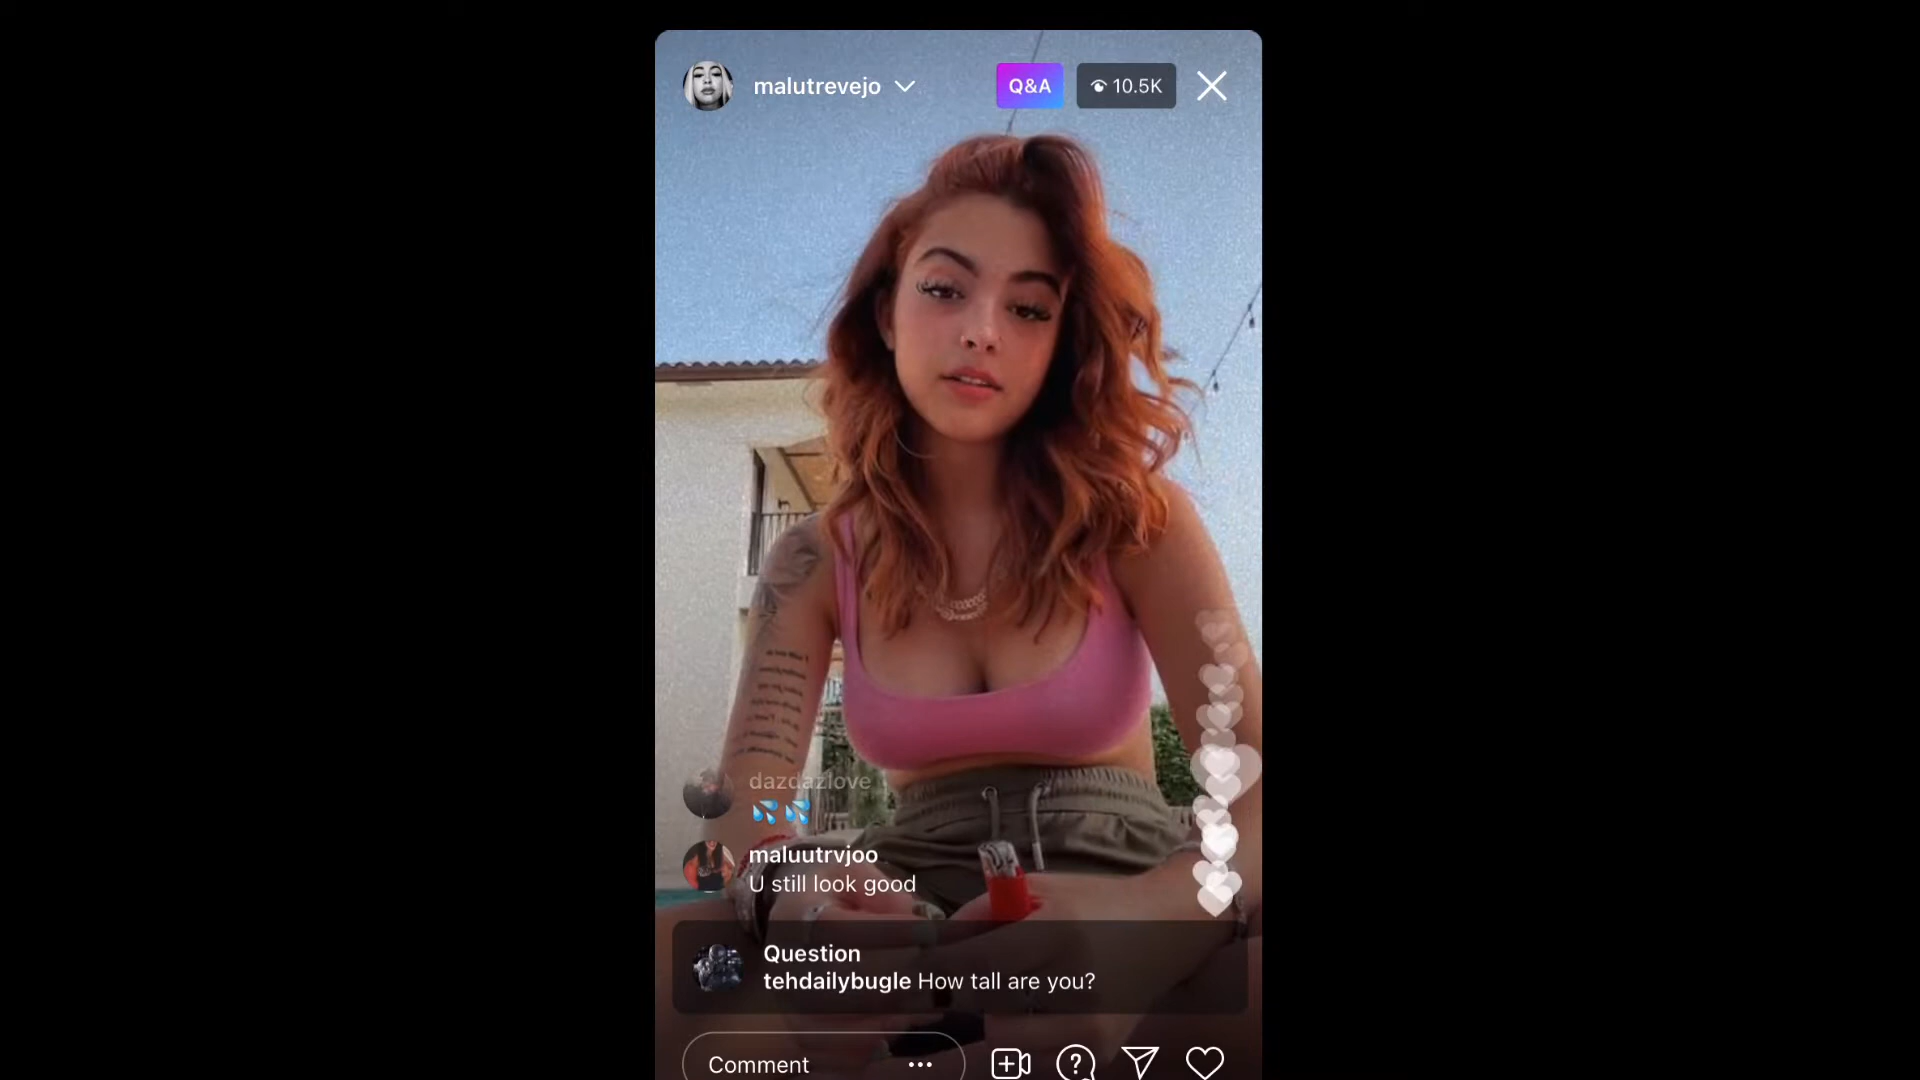 malutrevejo
Q&A
10.5K
dazdazlove
💦💦
maluutrvjoo
U still look good
Question
tehdailybugle How tall are you?
Comment